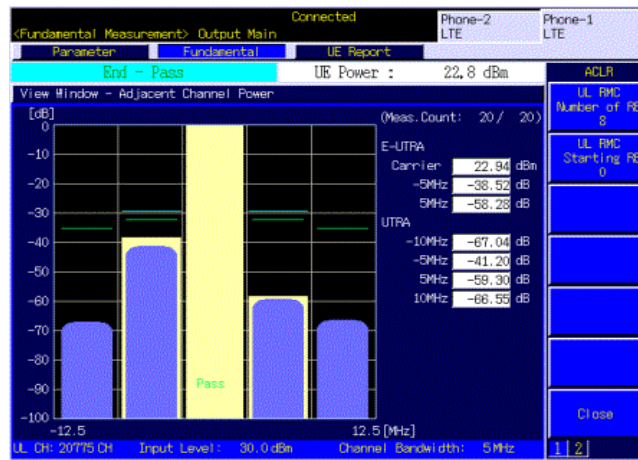 Connected
<Fundamental Measurement> Output Main
Phone-2
LTE
Phone-1
LTE
Parameter
Fundamental
UE Report
End - Pass
UE Power :
22.8 dBm
ACLR
View Window - Adjacent Channel Power
UL RMC
Number of RB
8
UL RMC
Starting RB
0
Close
1
2
[dB]
0
-10
-20
-30
-40
-50
-60
-70
-80
-90
-100
Pass
-12.5
12.5[MHz]
(Meas.Count: 20/ 20)
E-UTRA
Carrier 22.94 dBm
-5MHz -38.52 dB
5MHz -58.28 dB
UTRA
-10MHz -67.04 dB
-5MHz -41.20 dB
5MHz -59.30 dB
10MHz -66.55 dB
UL CH: 20775 CH Input Level: 30.0 dBm Channel Bandwidth: 5 MHz